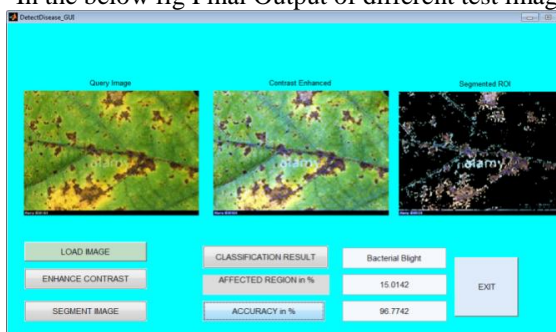 In the below fig Final Output of different test imag
DetectDisease_GUI
Query Image
Contrast Enhanced
Segmented ROI
alamy
alamy
alamy
LOAD IMAGE
CLASSIFICATION RESULT
Bacterial Blight
ENHANCE CONTRAST
AFFECTED REGION in %
15.0142
EXIT
SEGMENT IMAGE
ACCURACY in %
96.7742